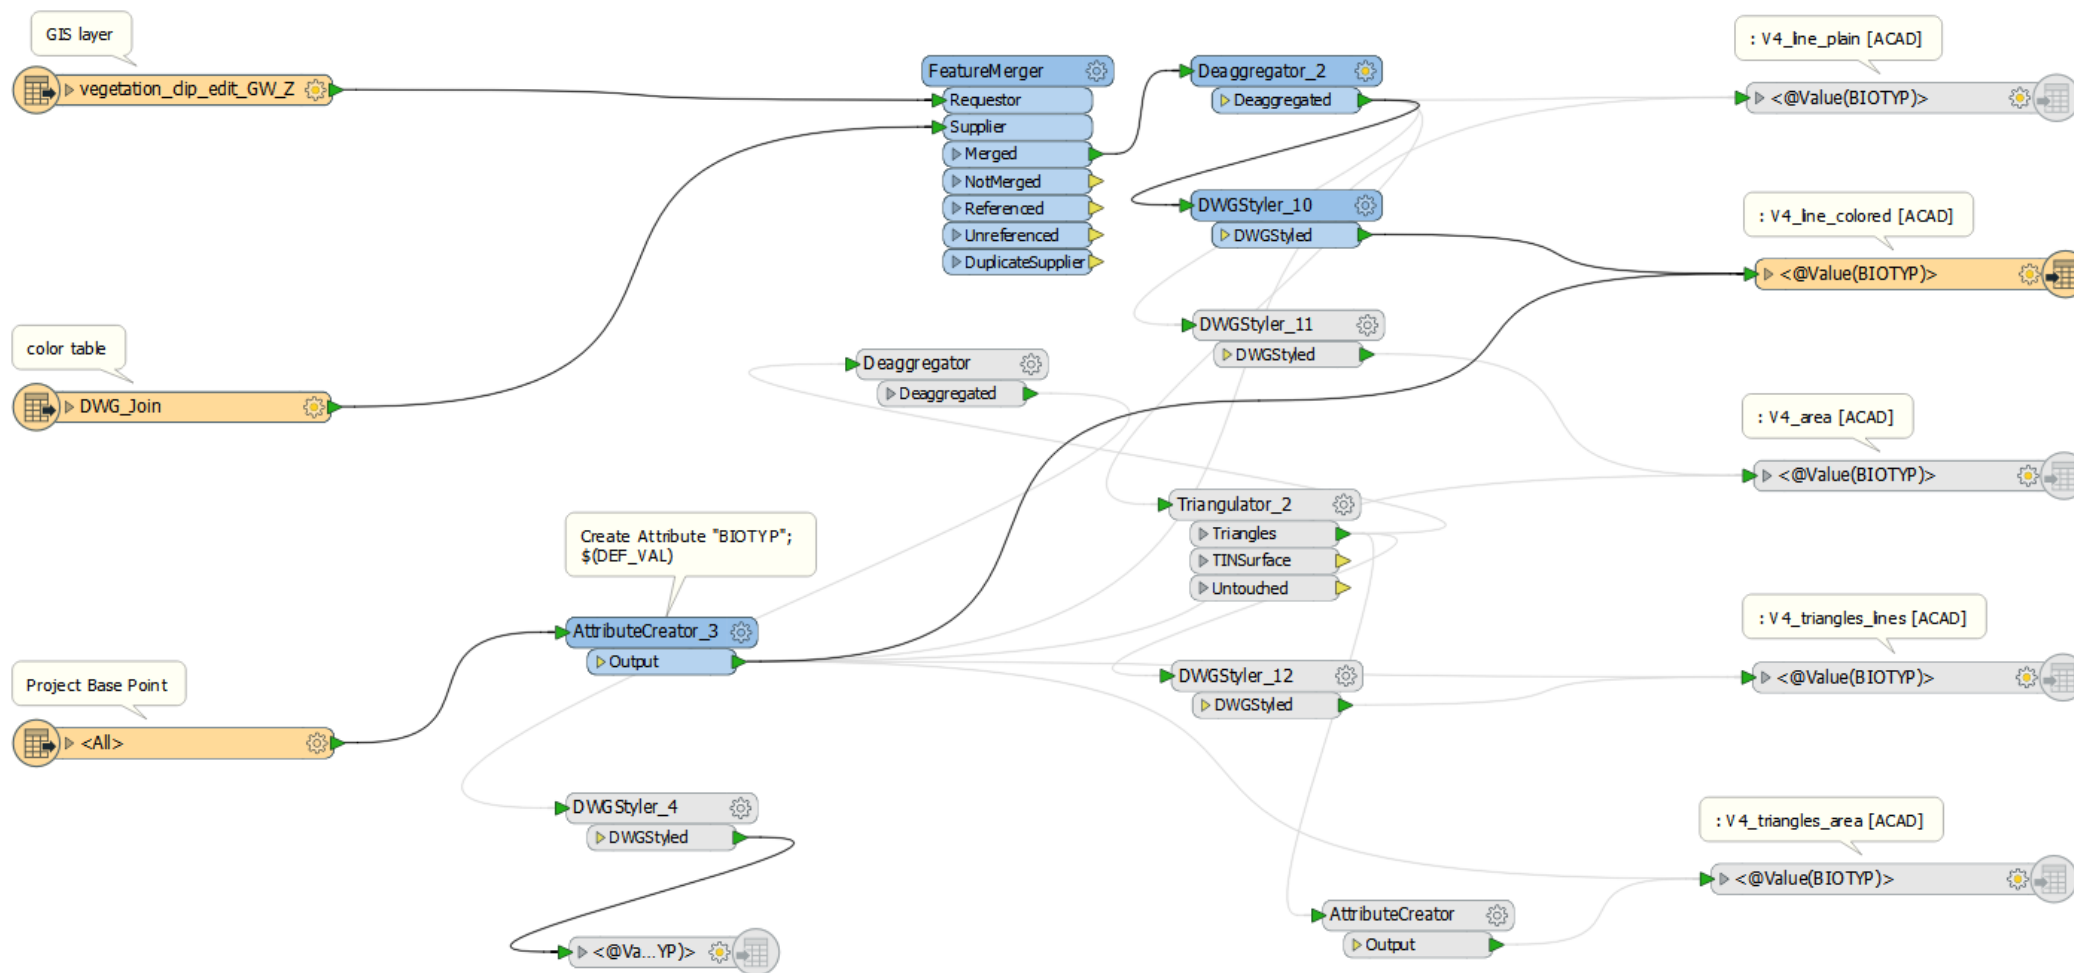 GIS layer
vegetation_clip_edit_GW_Z
color table
DWG_Join
Project Base Point
<All>
Create Attribute "BIOTYP";
$(DEF_VAL)
AttributeCreator_3
Output
DWGStyler_4
DWGStyled
<@Va...YP)>
FeatureMerger
Requestor
Supplier
Merged
NotMerged
Referenced
Unreferenced
DuplicateSupplier
Deaggregator
Deaggregated
Deaggregator_2
Deaggregated
DWGStyler_10
DWGStyled
DWGStyler_11
DWGStyled
Triangulator_2
Triangles
TINSurface
Untouched
DWGStyler_12
DWGStyled
AttributeCreator
Output
: V4_line_plain [ACAD]
<@Value(BIOTYP)>
: V4_line_colored [ACAD]
<@Value(BIOTYP)>
: V4_area [ACAD]
<@Value(BIOTYP)>
: V4_triangles_lines [ACAD]
<@Value(BIOTYP)>
: V4_triangles_area [ACAD]
<@Value(BIOTYP)>